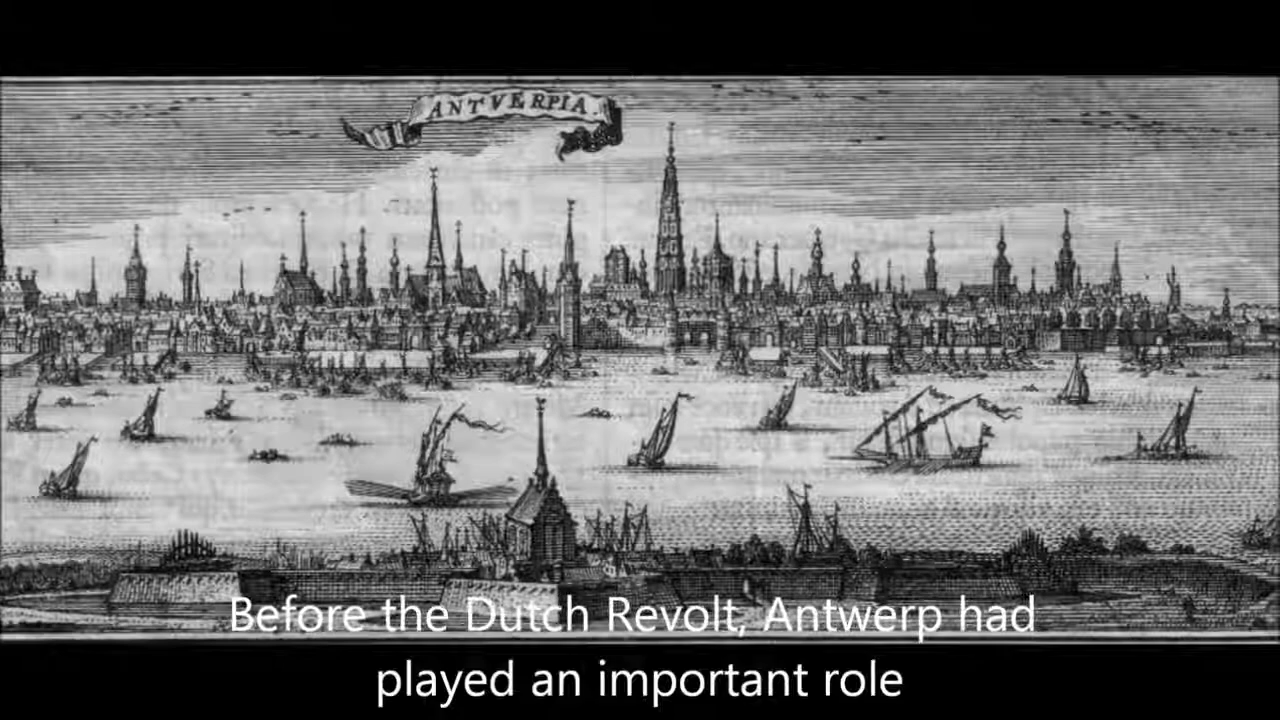 ANTVERPIA
Before the Dutch Revolt, Antwerp had
played an important role